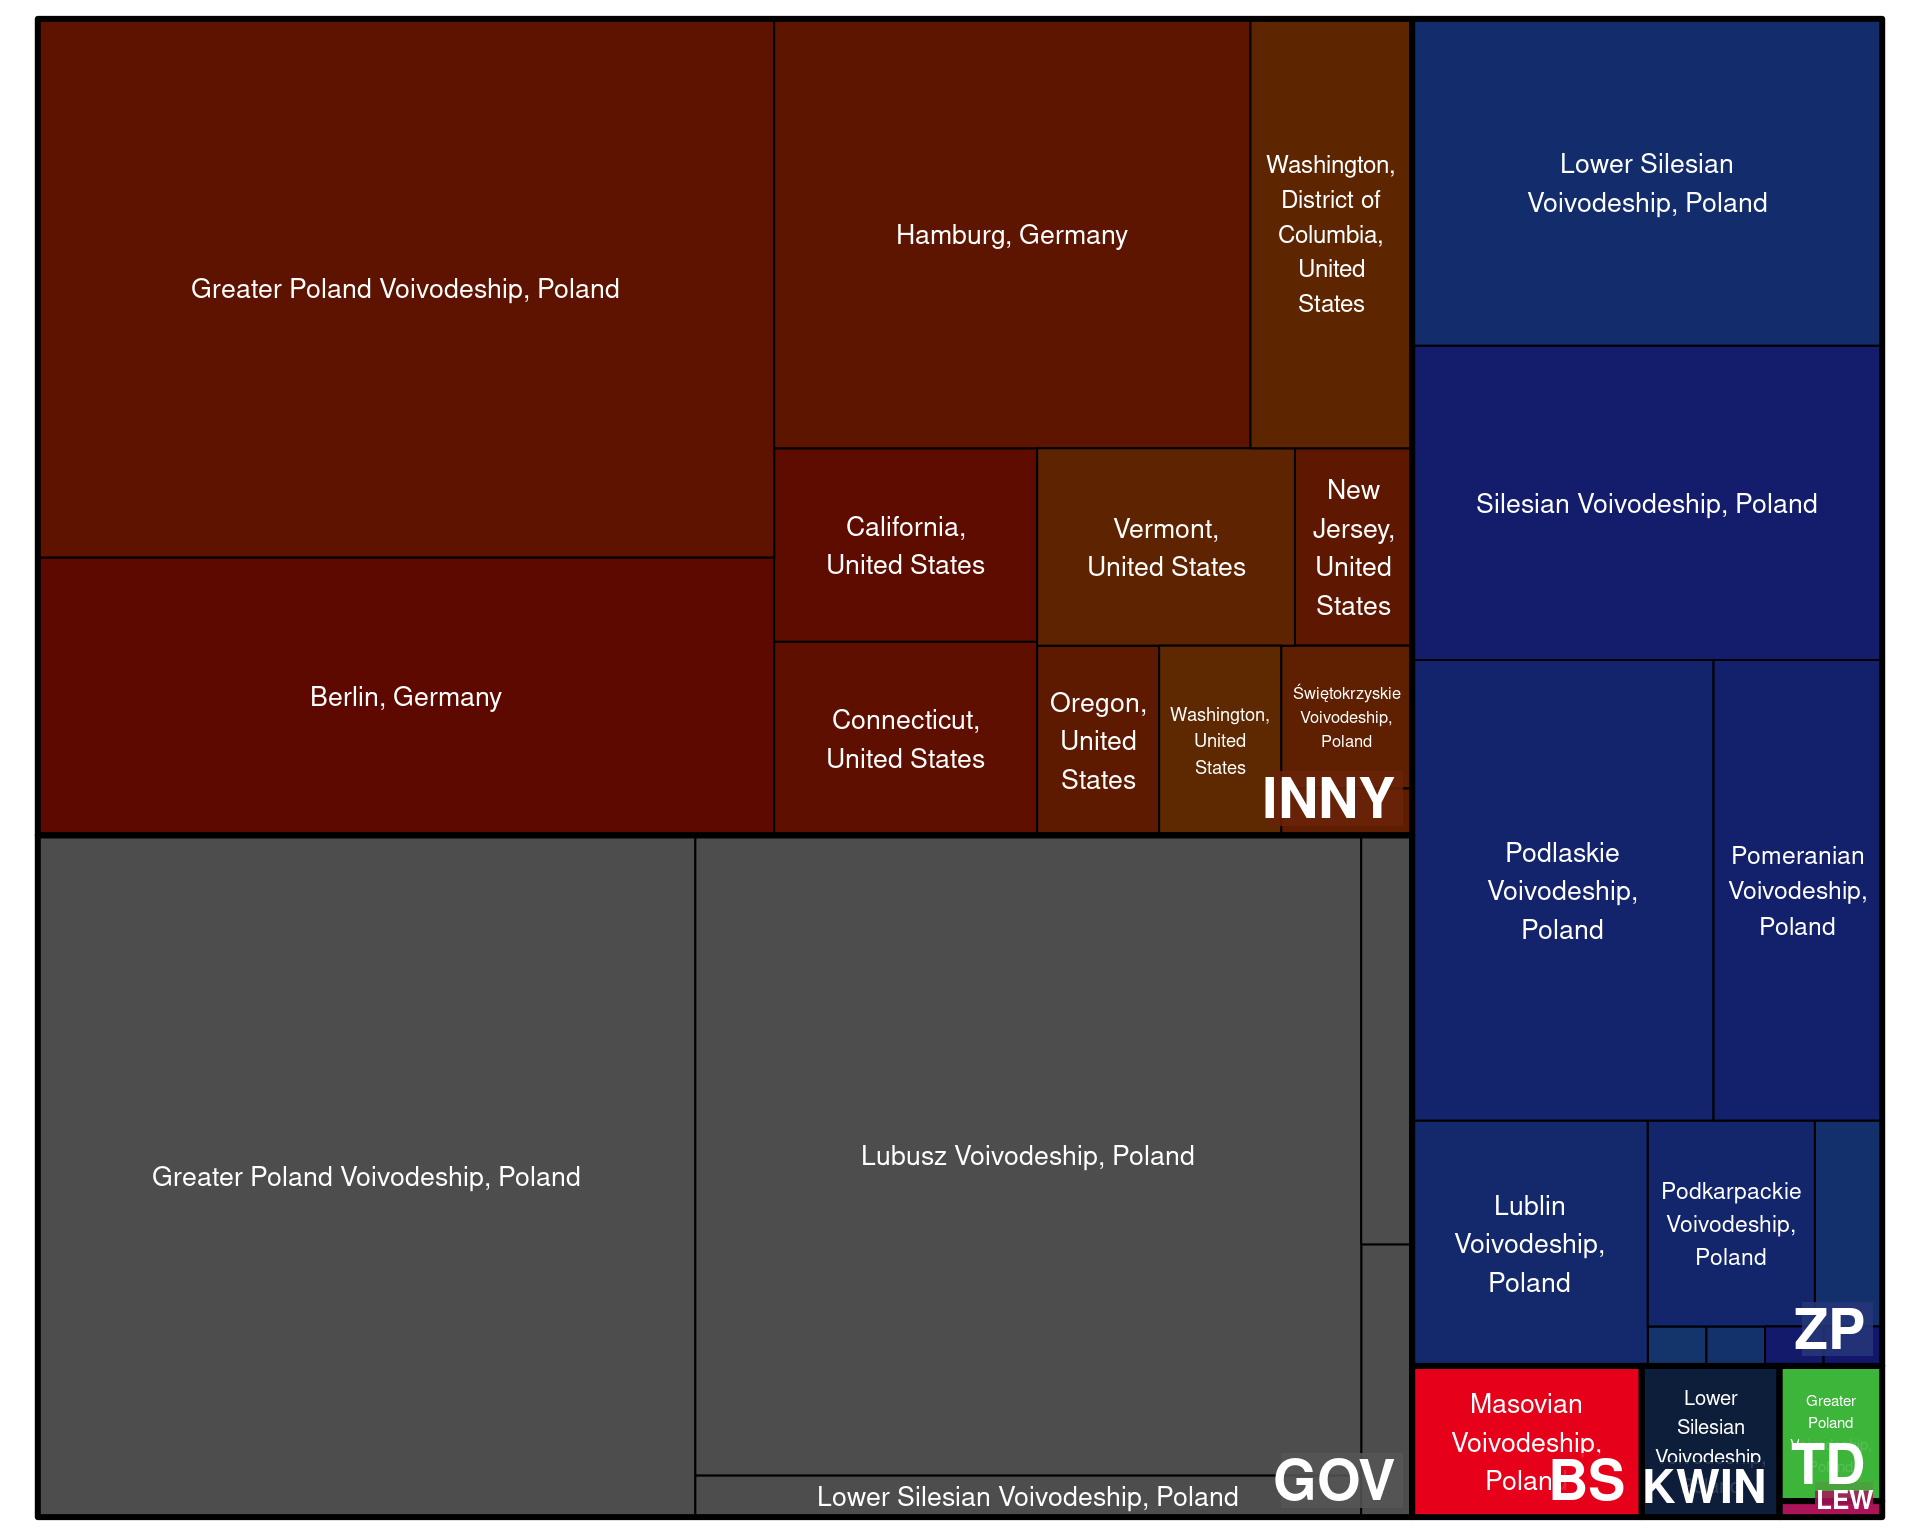 Greater Poland Voivodeship, Poland
Hamburg, Germany
Washington,
District of
Columbia,
United
States
Berlin, Germany
California,
United States
Vermont,
United States
New
Jersey,
United
States
Connecticut,
United States
Oregon,
United
States
Washington,
United
States
Świętokrzyskie
Voivodeship,
Poland
INNY
Lower Silesian
Voivodeship, Poland
Silesian Voivodeship, Poland
Podlaskie
Voivodeship,
Poland
Pomeranian
Voivodeship,
Poland
Lublin
Voivodeship,
Poland
Podkarpackie
Voivodeship,
Poland
ZP
Greater Poland Voivodeship, Poland
Lubusz Voivodeship, Poland
Lower Silesian Voivodeship, Poland
GOV
Masovian
Voivodeship,
Poland
BS
Lower
Silesian
Voivodeship,
KWIN
Greater
Poland
TD
LEW